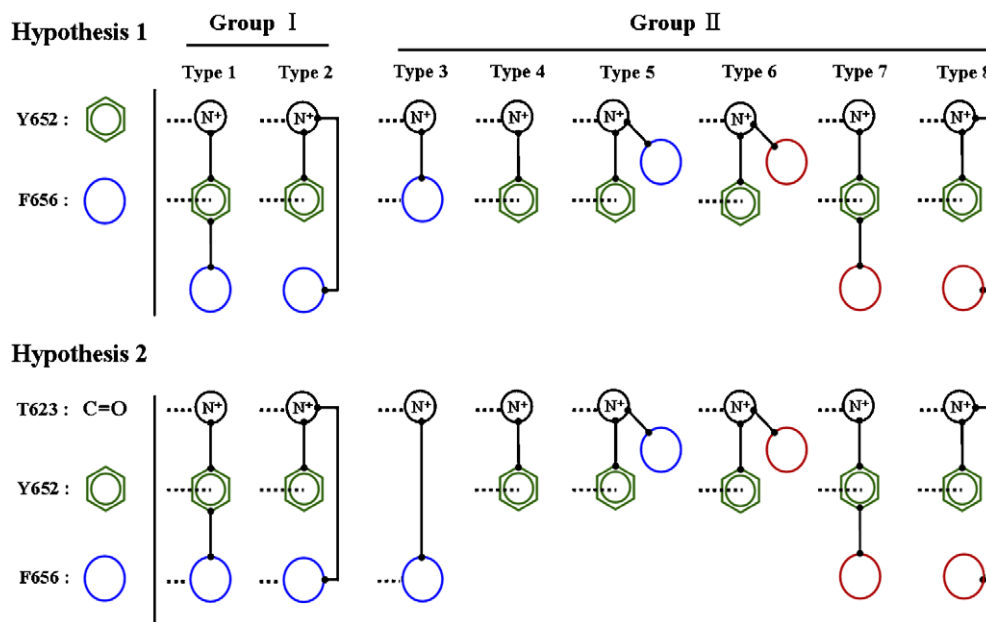 Hypothesis 1
Group Ⅰ
Group Ⅱ
Type 1 Type 2 Type 3 Type 4 Type 5 Type 6 Type 7 Type 8
Y652 :
N⁺ N⁺ N⁺ N⁺ N⁺ N⁺ N⁺ N⁺
F656 :
Hypothesis 2
T623 : C=O
N⁺ N⁺ N⁺ N⁺ N⁺ N⁺ N⁺ N⁺
Y652 :
F656 :